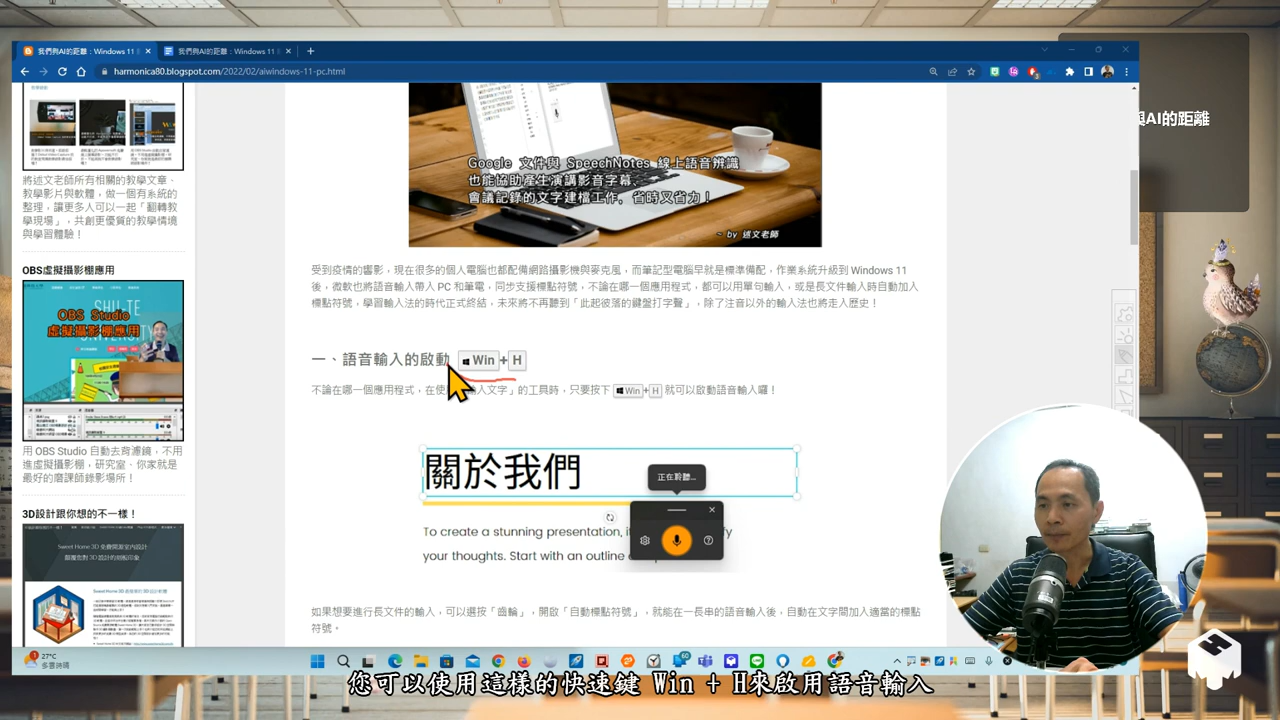 我們與AI的距離：Windows 11
我們與AI的距離：Windows 11
harmonica80.blogspot.com/2022/02/aiwindows-11-pc.html
與AI的距離
將述文老師所有相關的教學文章、
教學影片與軟體，做一個有系統的
整理，讓更多人可以一起「翻轉教
學現場」，共創更優質的教學情境
與學習體驗！
OBS虛擬攝影棚應用
SHU-TE
UNIVERSITY
OBS Studio
虛擬攝影棚應用
用 OBS Studio 自動去背濾鏡，不用
進虛擬攝影棚，研究室、你家就是
最好的磨課師錄影場所！
3D設計跟你想的不一樣！
Sweet Home 3D 免費開源室內設計
Google 文件與 SpeechNotes 線上語音辨識
也能協助產生演講影音字幕、
會議記錄的文字建檔工作，省時又省力！
~ by 述文老師
受到疫情的響影，現在很多的個人電腦也都配備網路攝影機與麥克風，而筆記型電腦早就是標準備配，作業系統升級到 Windows 11
後，微軟也將語音輸入帶入 PC 和筆電，同步支援標點符號，不論在哪一個應用程式，都可以用單句輸入，或是長文件輸入時自動加入
標點符號，學習輸入法的時代正式終結，未來將不再聽到「此起彼落的鍵盤打字聲」，除了注音以外的輸入法也將走入歷史！
一、語音輸入的啟動 Win + H
不論在哪一個應用程式，在使 入文字」的工具時，只要按下 Win + H 就可以啟動語音輸入囉！
關於我們
正在聆聽...
To create a stunning presentation, i
your thoughts. Start with an outline
如果想要進行長文件的輸入，可以選按「齒輪」，開啟「自動標點符號」，就能在一長串的語音輸入後，自動在句間加入合適的標點
符號。
27°C
多雲時晴
您可以使用這樣的快速鍵 Win + H來啟用語音輸入